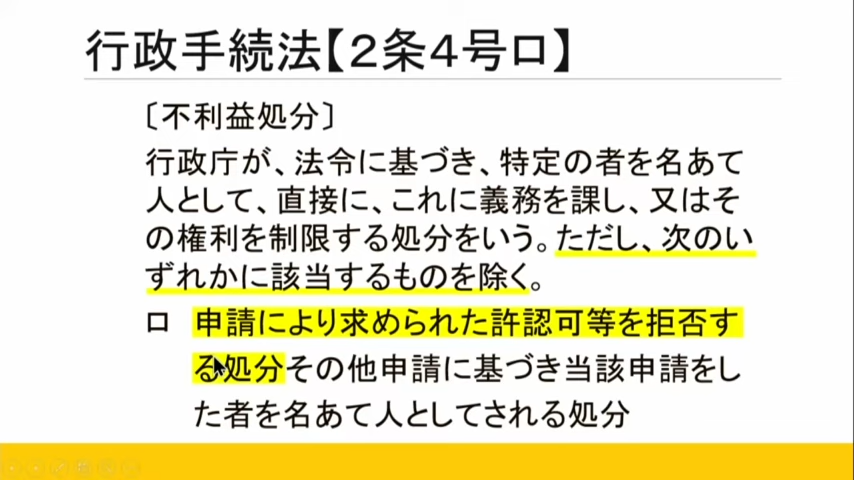 行政手続法【２条４号ロ】
〔不利益処分〕
行政庁が、法令に基づき、特定の者を名あて
人として、直接に、これに義務を課し、又はそ
の権利を制限する処分をいう。ただし、次のい
ずれかに該当するものを除く。
ロ　申請により求められた許認可等を拒否す
る処分その他申請に基づき当該申請をし
た者を名あて人としてされる処分